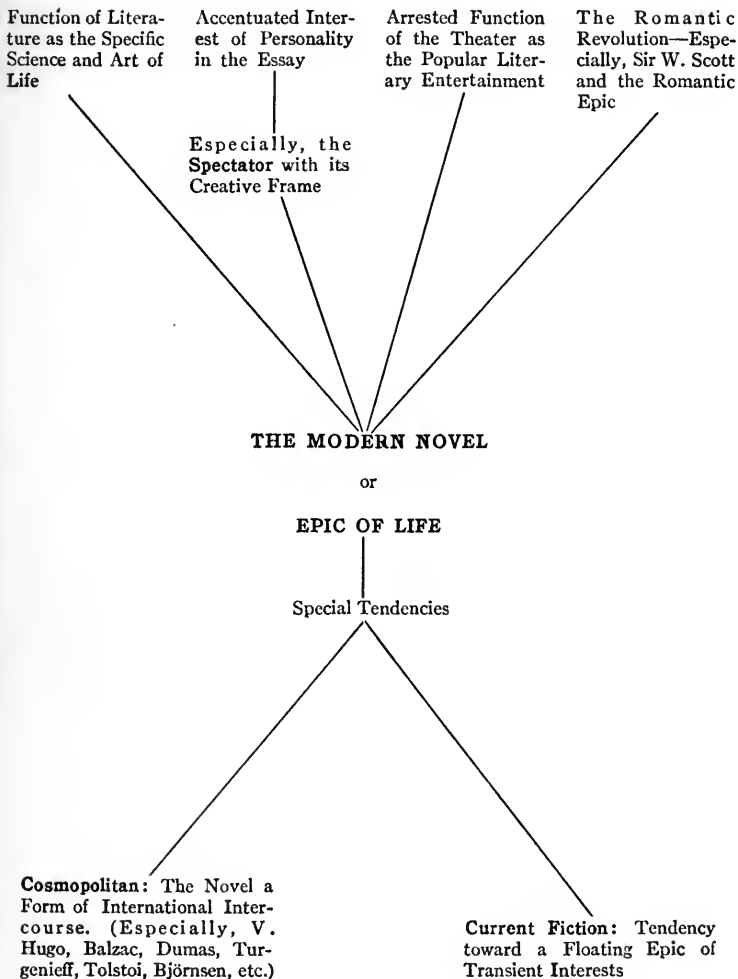 Function of Litera-
ture as the Specific
Science and Art of
Life
Accentuated Inter-
est of Personality
in the Essay
Especially, the
Spectator with its
Creative Frame
Arrested Function
of the Theater as
the Popular Liter-
ary Entertainment
The Romantic
Revolution—Espe-
cially, Sir W. Scott
and the Romantic
Epic
THE MODERN NOVEL
or
EPIC OF LIFE
Special Tendencies
Cosmopolitan: The Novel a
Form of International Inter-
course. (Especially, V.
Hugo, Balzac, Dumas, Tur-
genieff, Tolstoi, Björnsen, etc.)
Current Fiction: Tendency
toward a Floating Epic of
Transient Interests